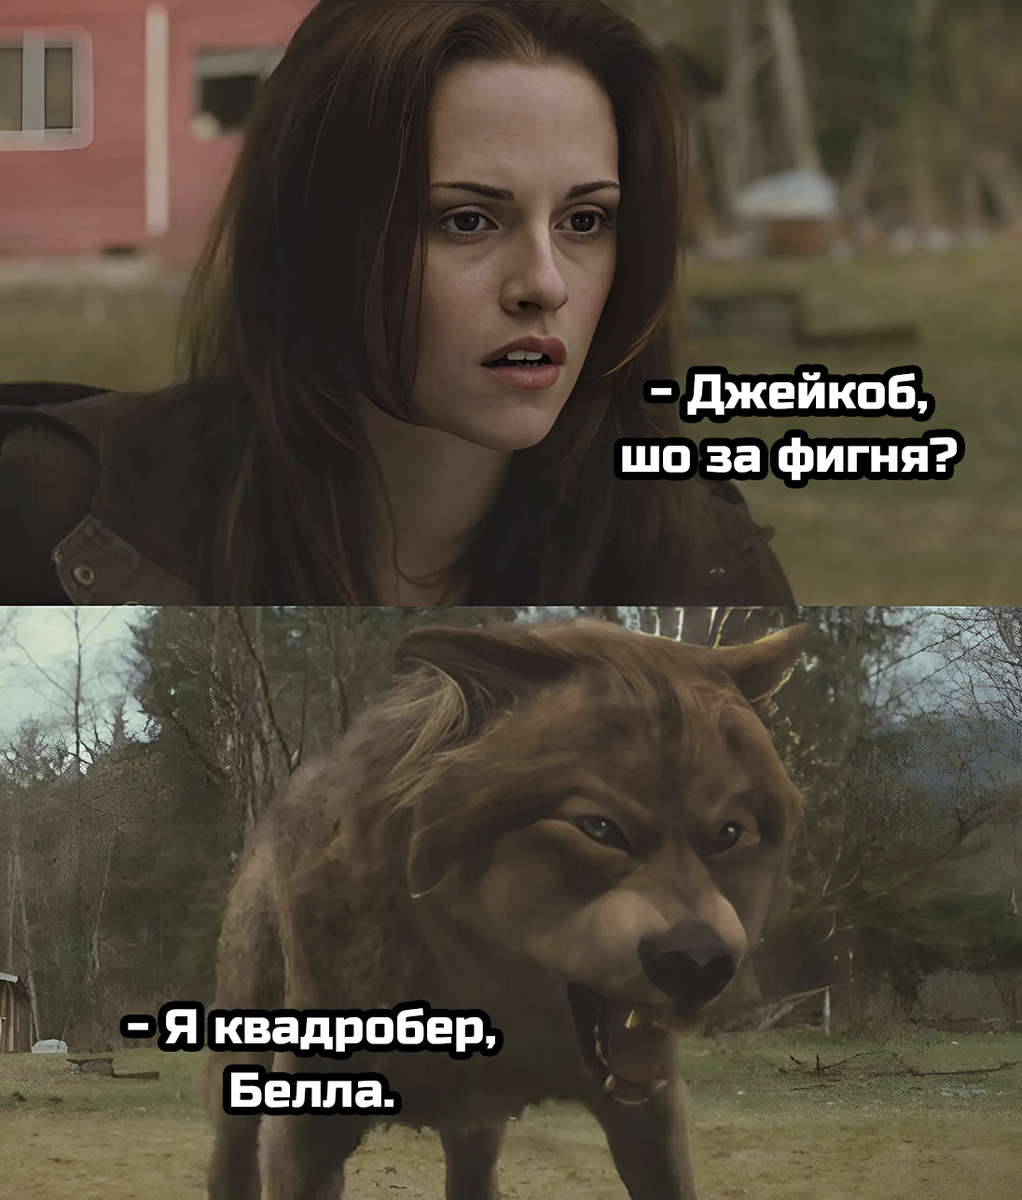 - Джейкоб,
шо за фигня?
- Я квадробер,
Белла.